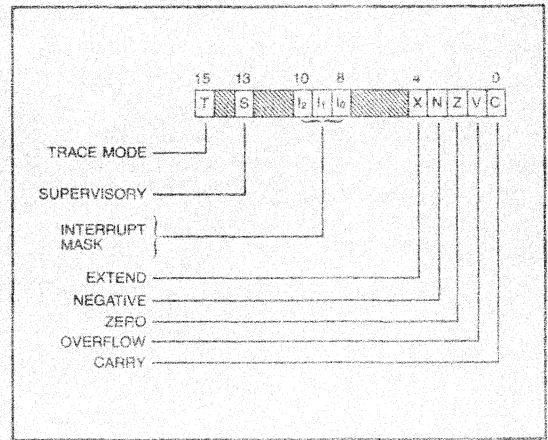 15 13 10 8 4 0
T S I₂ I₁ I₀ X N Z V C
TRACE MODE
SUPERVISORY
INTERRUPT
MASK
EXTEND
NEGATIVE
ZERO
OVERFLOW
CARRY